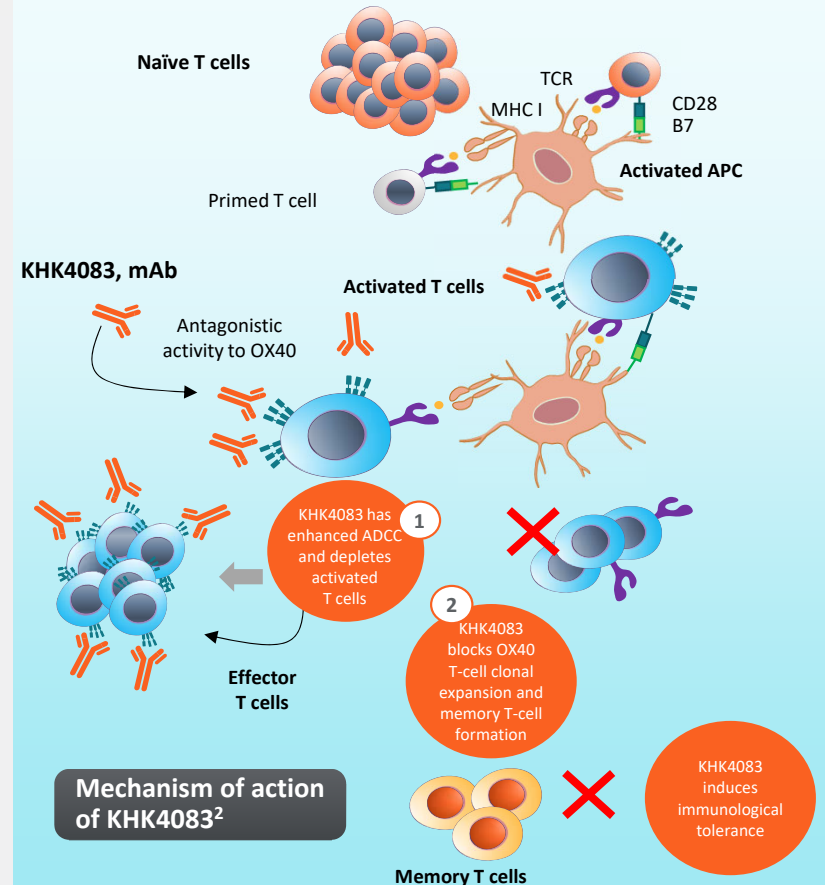 Naïve T cells
TCR
MHC I
CD28
B7
Activated APC
Primed T cell
KHK4083, mAb
Activated T cells
Antagonistic
activity to OX40
1
KHK4083 has
enhanced ADCC
and depletes
activated
T cells
2
KHK4083
blocks OX40
T-cell clonal
expansion and
memory T-cell
formation
Effector
T cells
KHK4083
induces
immunological
tolerance
Mechanism of action
of KHK4083²
Memory T cells